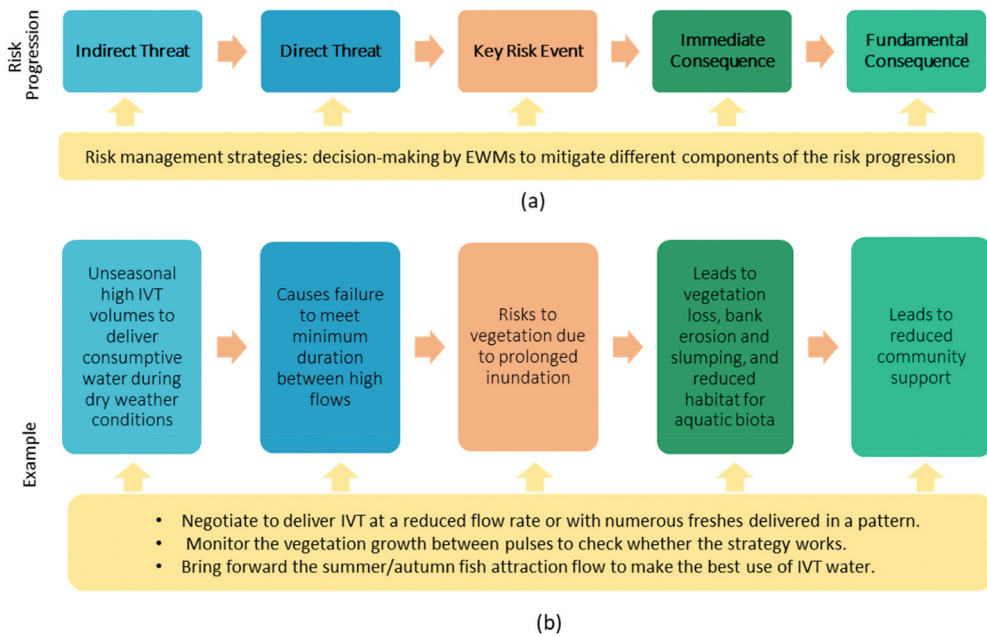 Risk
Progression
Indirect Threat
Direct Threat
Key Risk Event
Immediate
Consequence
Fundamental
Consequence
Risk management strategies: decision-making by EWMs to mitigate different components of the risk progression
(a)
Example
Unseasonal
high IVT
volumes to
deliver
consumptive
water during
dry weather
conditions
Causes failure
to meet
minimum
duration
between high
flows
Risks to
vegetation due
to prolonged
inundation
Leads to
vegetation
loss, bank
erosion and
slumping, and
reduced
habitat for
aquatic biota
Leads to
reduced
community
support
• Negotiate to deliver IVT at a reduced flow rate or with numerous freshes delivered in a pattern.
• Monitor the vegetation growth between pulses to check whether the strategy works.
• Bring forward the summer/autumn fish attraction flow to make the best use of IVT water.
(b)